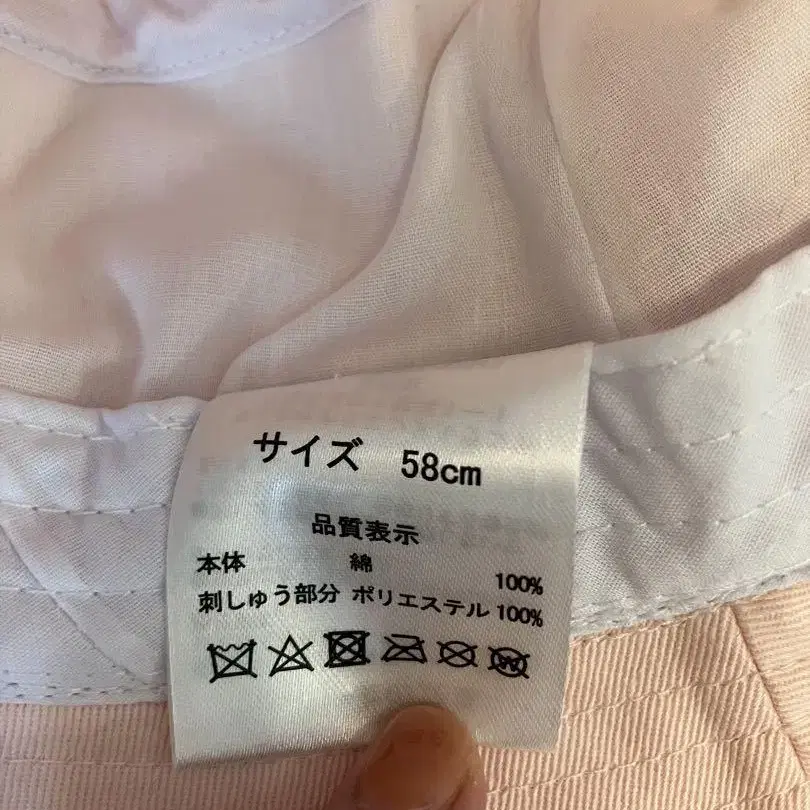 サイズ 58cm
品質表示
本体 綿 100%
刺しゅう部分 ポリエステル 100%